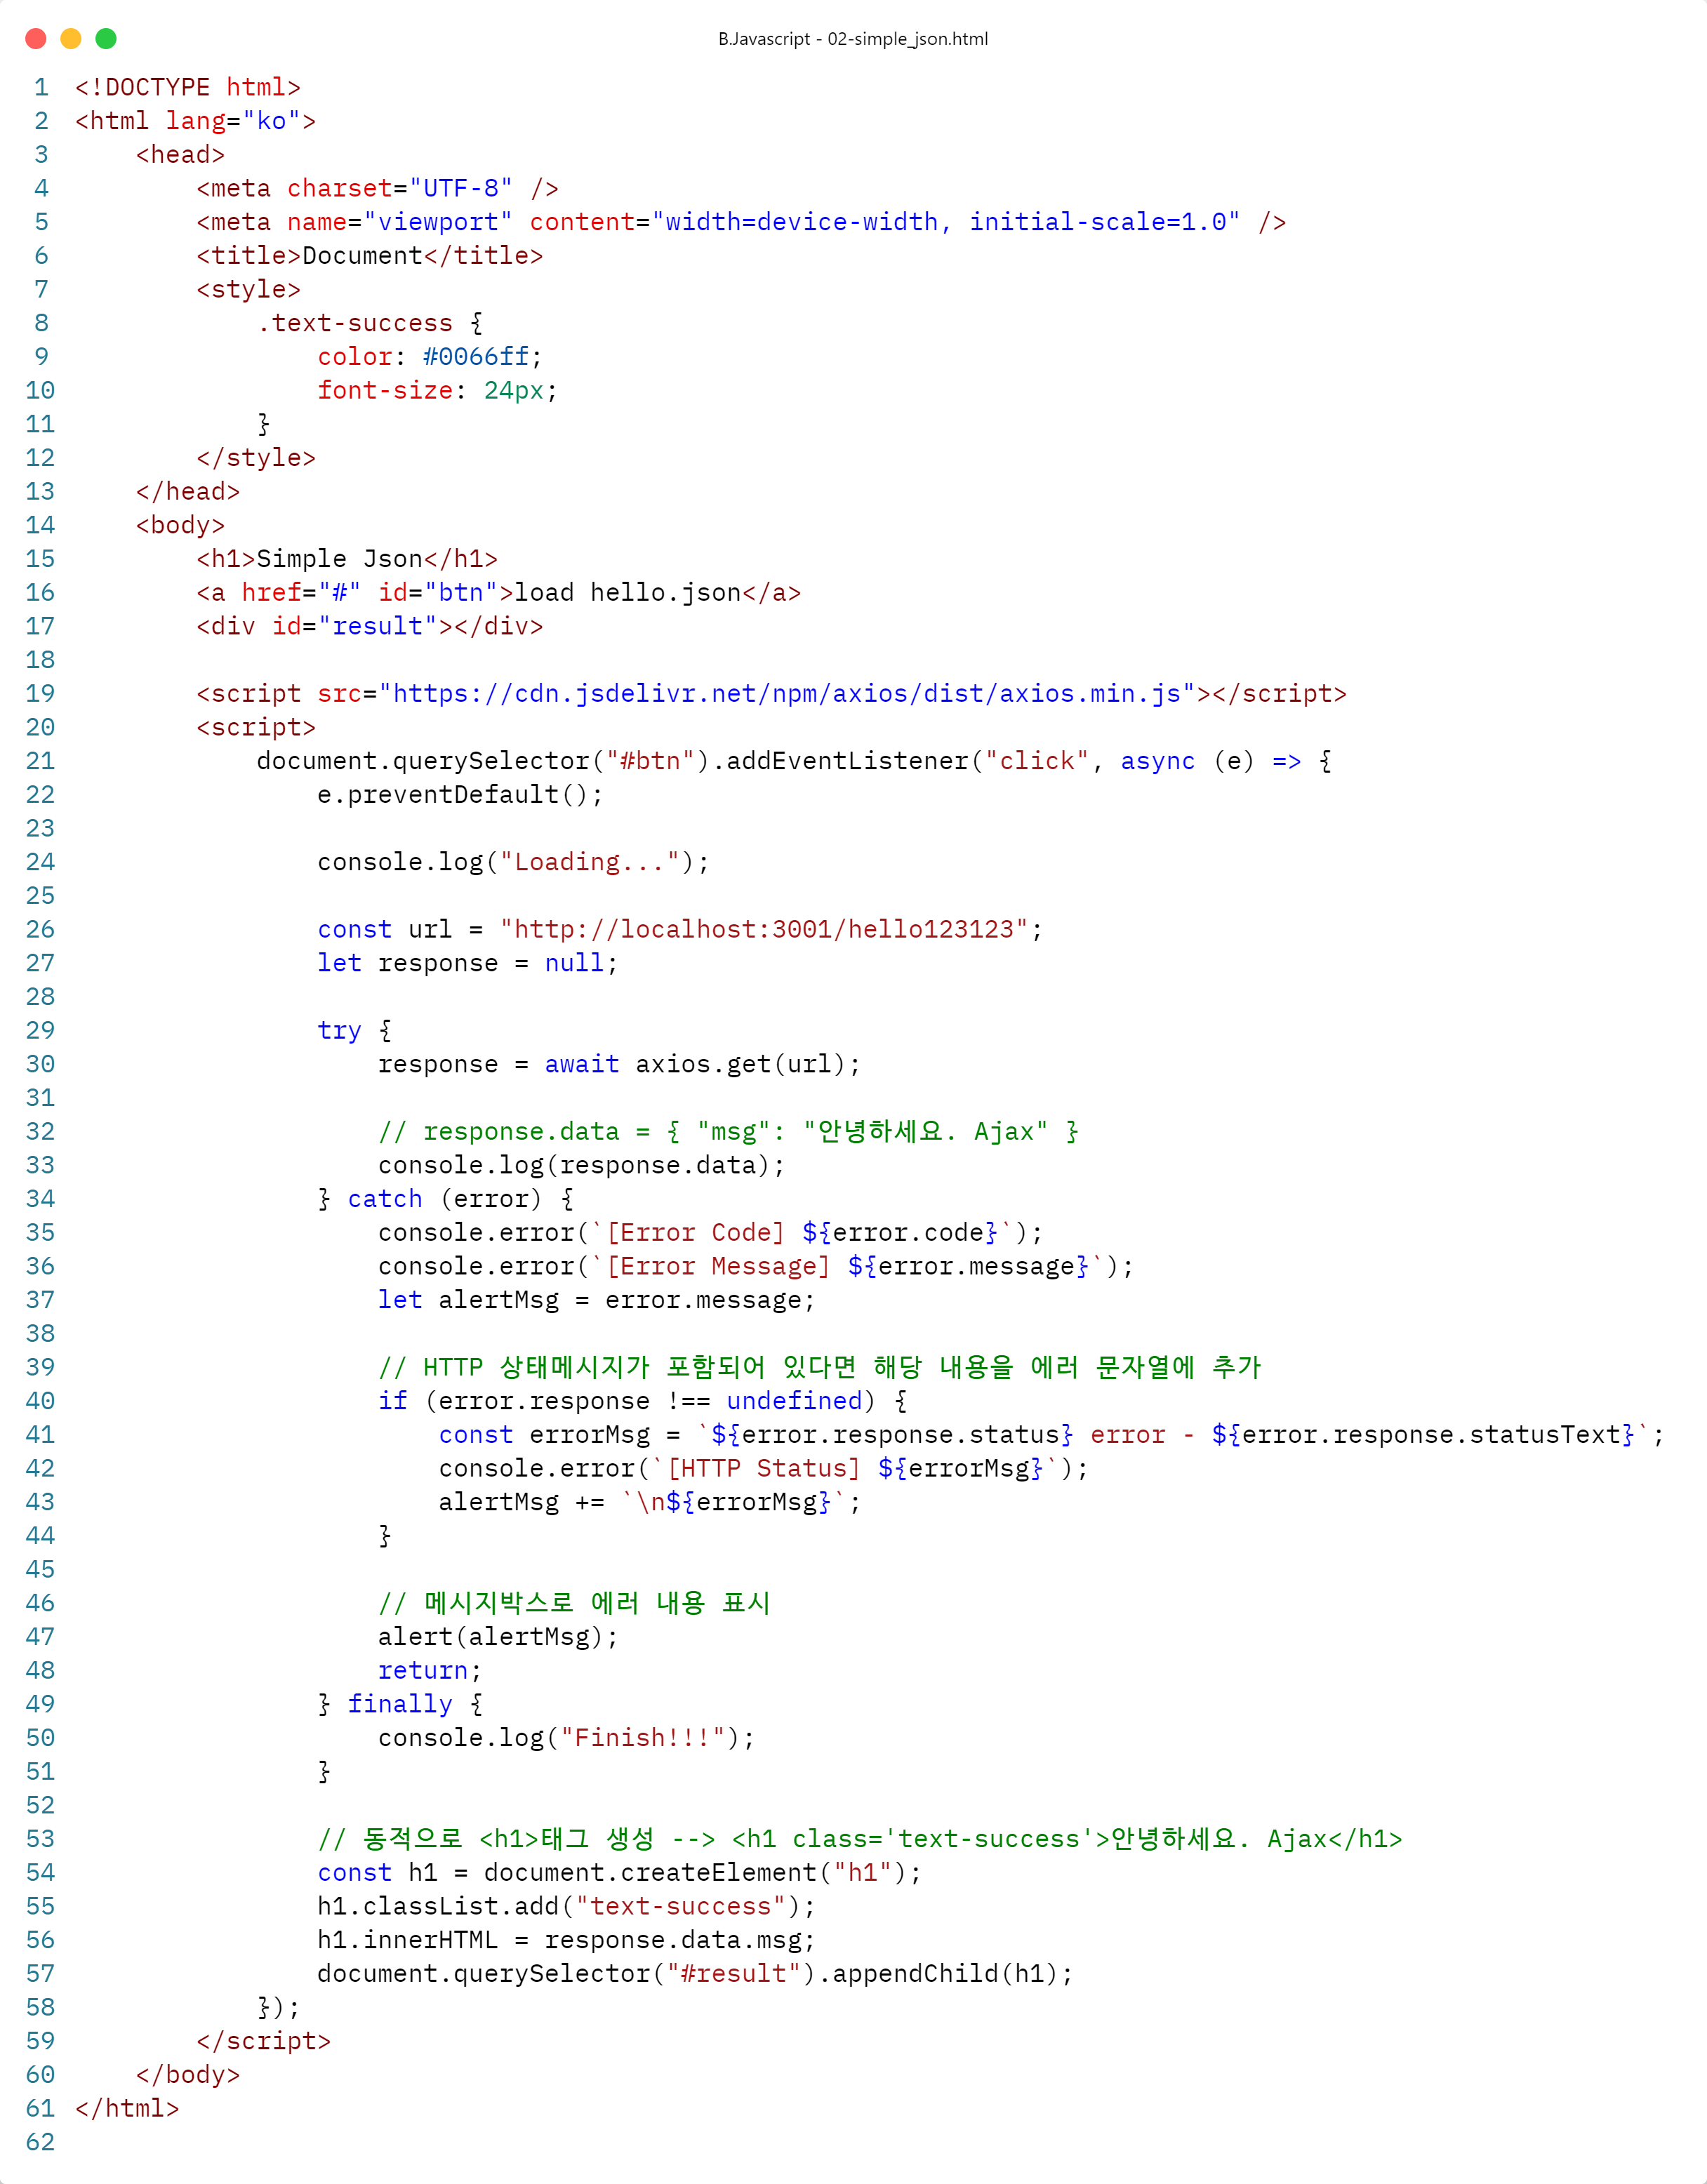 B.Javascript - 02-simple_json.html
1 <!DOCTYPE html>
2 <html lang="ko">
3     <head>
4         <meta charset="UTF-8" />
5         <meta name="viewport" content="width=device-width, initial-scale=1.0" />
6         <title>Document</title>
7         <style>
8             .text-success {
9                 color: #0066ff;
10                 font-size: 24px;
11             }
12         </style>
13     </head>
14     <body>
15         <h1>Simple Json</h1>
16         <a href="#" id="btn">load hello.json</a>
17         <div id="result"></div>
18
19         <script src="https://cdn.jsdelivr.net/npm/axios/dist/axios.min.js"></script>
20         <script>
21             document.querySelector("#btn").addEventListener("click", async (e) => {
22                 e.preventDefault();
23
24                 console.log("Loading...");
25
26                 const url = "http://localhost:3001/hello123123";
27                 let response = null;
28
29                 try {
30                     response = await axios.get(url);
31
32                     // response.data = { "msg": "안녕하세요. Ajax" }
33                     console.log(response.data);
34                 } catch (error) {
35                     console.error(`[Error Code] ${error.code}`);
36                     console.error(`[Error Message] ${error.message}`);
37                     let alertMsg = error.message;
38
39                     // HTTP 상태메시지가 포함되어 있다면 해당 내용을 에러 문자열에 추가
40                     if (error.response !== undefined) {
41                         const errorMsg = `${error.response.status} error - ${error.response.statusText}`;
42                         console.error(`[HTTP Status] ${errorMsg}`);
43                         alertMsg += `\n${errorMsg}`;
44                     }
45
46                     // 메시지박스로 에러 내용 표시
47                     alert(alertMsg);
48                     return;
49                 } finally {
50                     console.log("Finish!!!");
51                 }
52
53                 // 동적으로 <h1>태그 생성 --> <h1 class='text-success'>안녕하세요. Ajax</h1>
54                 const h1 = document.createElement("h1");
55                 h1.classList.add("text-success");
56                 h1.innerHTML = response.data.msg;
57                 document.querySelector("#result").appendChild(h1);
58             });
59         </script>
60     </body>
61 </html>
62